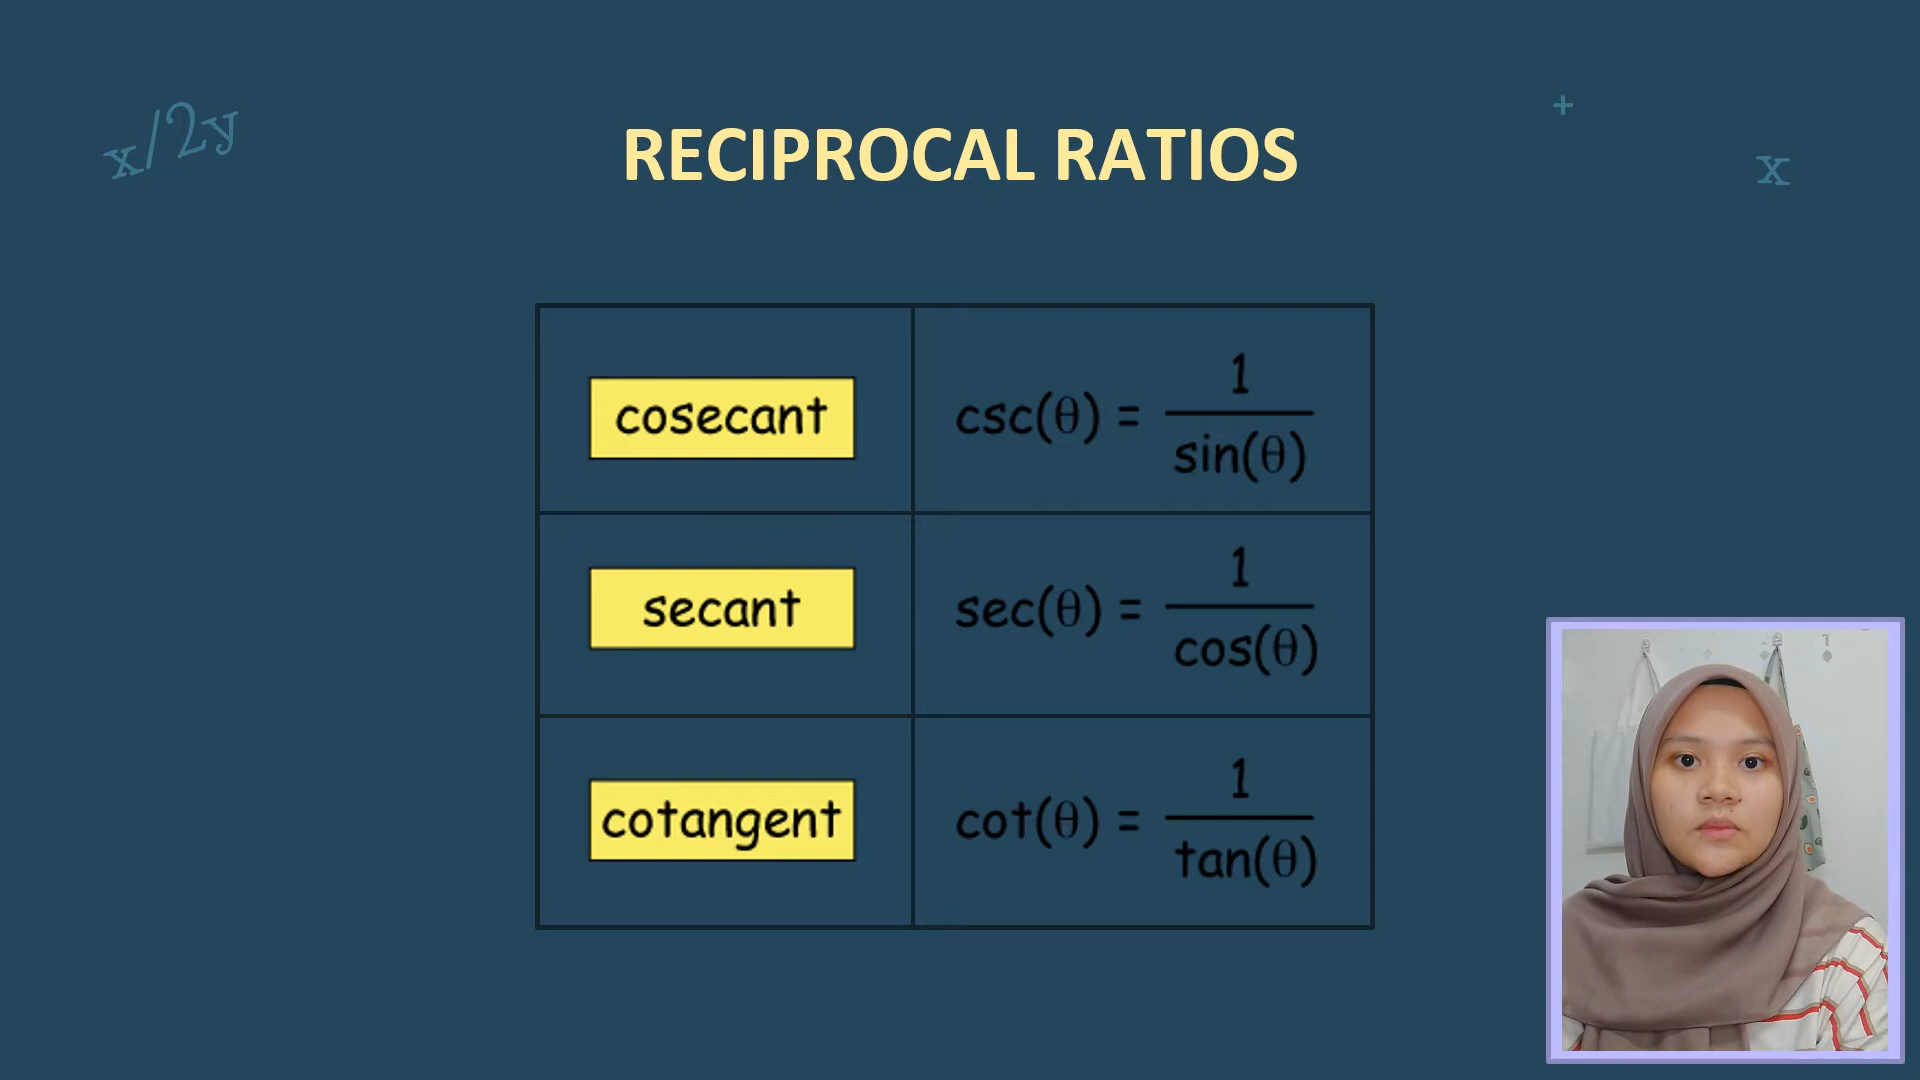 x/2y
+
x
RECIPROCAL RATIOS
cosecant
csc(θ) = 1/sin(θ)
secant
sec(θ) = 1/cos(θ)
cotangent
cot(θ) = 1/tan(θ)